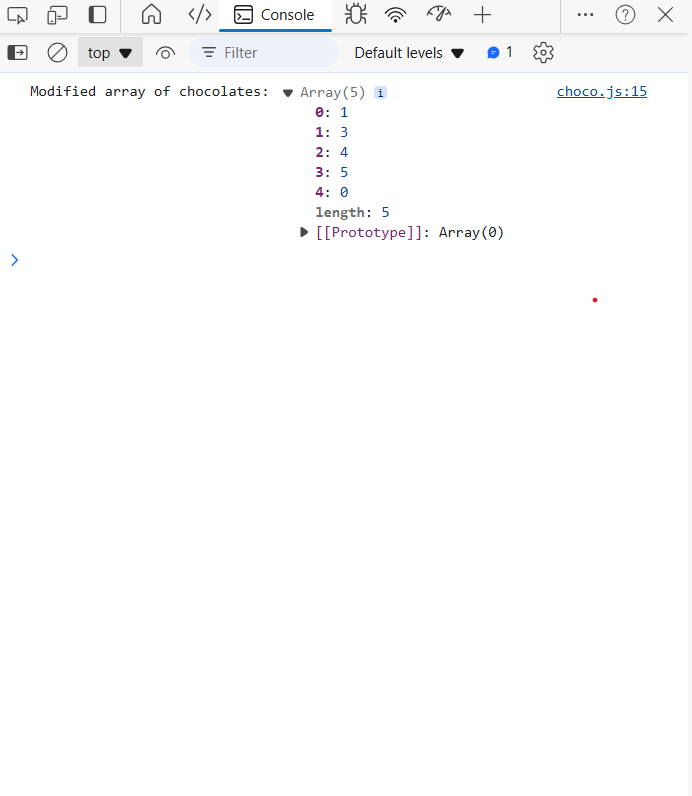 Console
top Filter Default levels 1
Modified array of chocolates: Array(5) i choco.js:15
0: 1
1: 3
2: 4
3: 5
4: 0
length: 5
[[Prototype]]: Array(0)